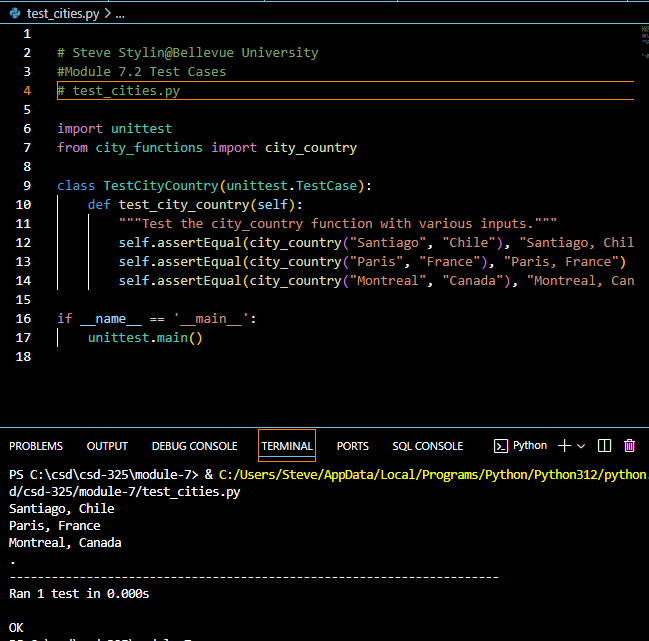 test_cities.py > ...
1
2 # Steve Stylin@Bellevue University
3 #Module 7.2 Test Cases
4 # test_cities.py
5
6 import unittest
7 from city_functions import city_country
8
9 class TestCityCountry(unittest.TestCase):
10 def test_city_country(self):
11 """Test the city_country function with various inputs."""
12 self.assertEqual(city_country("Santiago", "Chile"), "Santiago, Chil
13 self.assertEqual(city_country("Paris", "France"), "Paris, France")
14 self.assertEqual(city_country("Montreal", "Canada"), "Montreal, Can
15
16 if __name__ == '__main__':
17 unittest.main()
18
PROBLEMS OUTPUT DEBUG CONSOLE TERMINAL PORTS SQL CONSOLE Python
PS C:\csd\csd-325\module-7> & C:/Users/Steve/AppData/Local/Programs/Python/Python312/python.
d/csd-325/module-7/test_cities.py
Santiago, Chile
Paris, France
Montreal, Canada
.
----------------------------------------------------------------------
Ran 1 test in 0.000s
OK